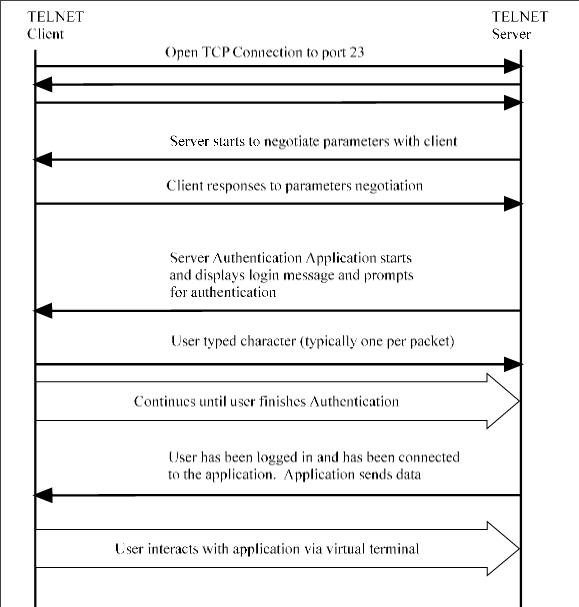 TELNET
Client
TELNET
Server
Open TCP Connection to port 23
Server starts to negotiate parameters with client
Client responses to parameters negotiation
Server Authentication Application starts
and displays login message and prompts
for authentication
User typed character (typically one per packet)
Continues until user finishes Authentication
User has been logged in and has been connected
to the application. Application sends data
User interacts with application via virtual terminal